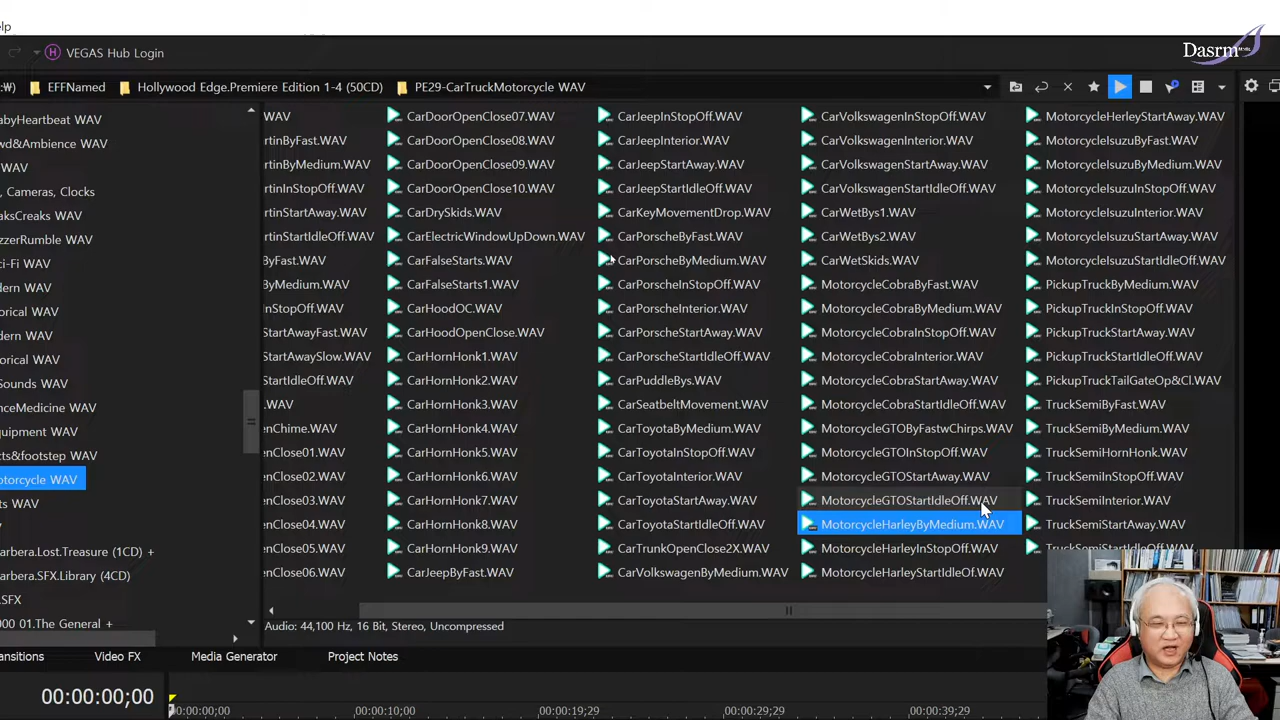 elp
Dasrm
VEGAS Hub Login
:₩) EFFNamed Hollywood Edge.Premiere Edition 1-4 (50CD) PE29-CarTruckMotorcycle WAV
abyHeartbeat WAV
wd&Ambience WAV
WAV
, Cameras, Clocks
aksCreaks WAV
zzerRumble WAV
ci-Fi WAV
dern WAV
orical WAV
dern WAV
orical WAV
Sounds WAV
nceMedicine WAV
quipment WAV
cts&footstep WAV
otorcycle WAV
ts WAV
arbera.Lost.Treasure (1CD) +
arbera.SFX.Library (4CD)
.SFX
000 01.The General +
WAV
rtinByFast.WAV
rtinByMedium.WAV
rtinInStopOff.WAV
rtinStartAway.WAV
rtinStartIdleOff.WAV
ByFast.WAV
ByMedium.WAV
nStopOff.WAV
StartAwayFast.WAV
StartAwaySlow.WAV
StartIdleOff.WAV
.WAV
enChime.WAV
enClose01.WAV
enClose02.WAV
enClose03.WAV
enClose04.WAV
enClose05.WAV
enClose06.WAV
CarDoorOpenClose07.WAV
CarDoorOpenClose08.WAV
CarDoorOpenClose09.WAV
CarDoorOpenClose10.WAV
CarDrySkids.WAV
CarElectricWindowUpDown.WAV
CarFalseStarts.WAV
CarFalseStarts1.WAV
CarHoodOC.WAV
CarHoodOpenClose.WAV
CarHornHonk1.WAV
CarHornHonk2.WAV
CarHornHonk3.WAV
CarHornHonk4.WAV
CarHornHonk5.WAV
CarHornHonk6.WAV
CarHornHonk7.WAV
CarHornHonk8.WAV
CarHornHonk9.WAV
CarJeepByFast.WAV
CarJeepInStopOff.WAV
CarJeepInterior.WAV
CarJeepStartAway.WAV
CarJeepStartIdleOff.WAV
CarKeyMovementDrop.WAV
CarPorscheByFast.WAV
CarPorscheByMedium.WAV
CarPorscheInStopOff.WAV
CarPorscheInterior.WAV
CarPorscheStartAway.WAV
CarPorscheStartIdleOff.WAV
CarPuddleBys.WAV
CarSeatbeltMovement.WAV
CarToyotaByMedium.WAV
CarToyotaInStopOff.WAV
CarToyotaInterior.WAV
CarToyotaStartAway.WAV
CarToyotaStartIdleOff.WAV
CarTrunkOpenClose2X.WAV
CarVolkswagenByMedium.WAV
CarVolkswagenInStopOff.WAV
CarVolkswagenInterior.WAV
CarVolkswagenStartAway.WAV
CarVolkswagenStartIdleOff.WAV
CarWetBys1.WAV
CarWetBys2.WAV
CarWetSkids.WAV
MotorcycleCobraByFast.WAV
MotorcycleCobraByMedium.WAV
MotorcycleCobraInStopOff.WAV
MotorcycleCobraInterior.WAV
MotorcycleCobraStartAway.WAV
MotorcycleCobraStartIdleOff.WAV
MotorcycleGTOByFastwChirps.WAV
MotorcycleGTOInStopOff.WAV
MotorcycleGTOStartAway.WAV
MotorcycleGTOStartIdleOff.WAV
MotorcycleHarleyByMedium.WAV
MotorcycleHarleyInStopOff.WAV
MotorcycleHarleyStartIdleOf.WAV
MotorcycleHerleyStartAway.WAV
MotorcycleIsuzuByFast.WAV
MotorcycleIsuzuByMedium.WAV
MotorcycleIsuzuInStopOff.WAV
MotorcycleIsuzuInterior.WAV
MotorcycleIsuzuStartAway.WAV
MotorcycleIsuzuStartIdleOff.WAV
PickupTruckByMedium.WAV
PickupTruckInStopOff.WAV
PickupTruckStartAway.WAV
PickupTruckStartIdleOff.WAV
PickupTruckTailGateOp&Cl.WAV
TruckSemiByFast.WAV
TruckSemiByMedium.WAV
TruckSemiHornHonk.WAV
TruckSemiInStopOff.WAV
TruckSemiInterior.WAV
TruckSemiStartAway.WAV
TruckSemiStartIdleOff.WAV
Audio: 44,100 Hz, 16 Bit, Stereo, Uncompressed
ansitions Video FX Media Generator Project Notes
00:00:00;00
00:00:00;00 00:00:10;00 00:00:19;29 00:00:29;29 00:00:39;29